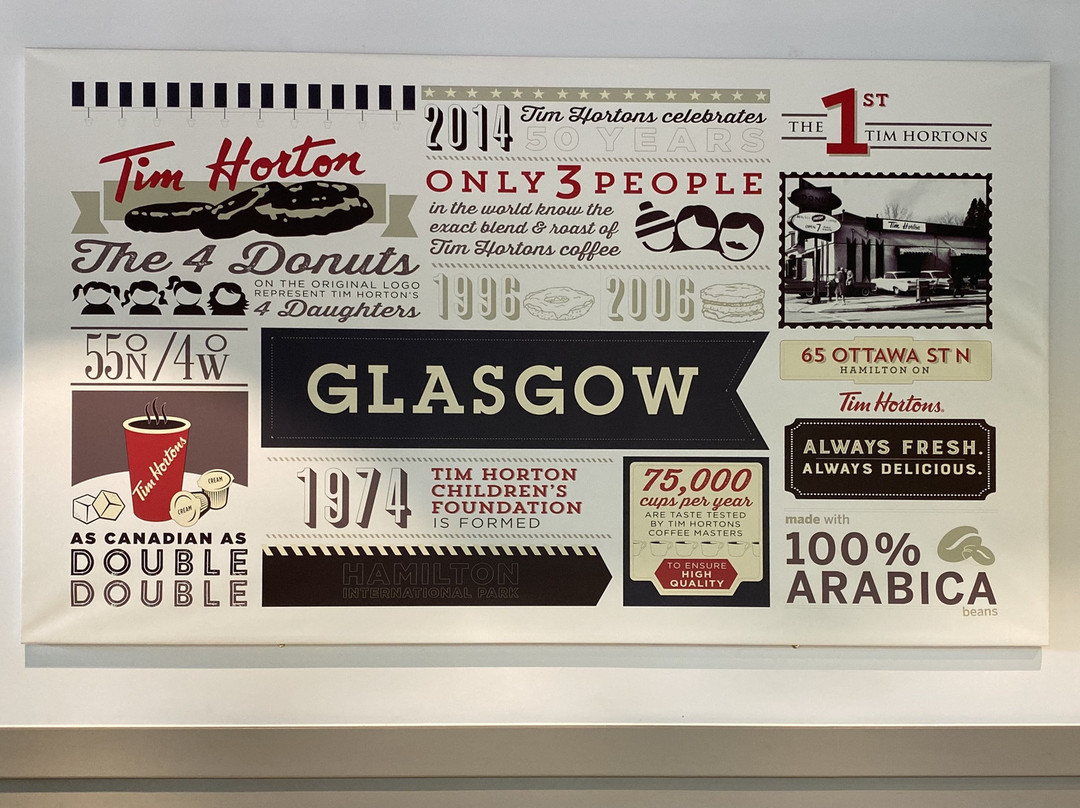 Tim Horton
The 4 Donuts
ON THE ORIGINAL LOGO
REPRESENT TIM HORTON'S
4 Daughters
2014 Tim Hortons celebrates
50 YEARS
ONLY 3 PEOPLE
in the world know the
exact blend & roast of
Tim Hortons coffee
1996
2006
THE 1ST TIM HORTONS
OPEN 7
Tim Horton
65 OTTAWA ST N
HAMILTON ON
Tim Hortons.
ALWAYS FRESH.
ALWAYS DELICIOUS.
made with
100%
ARABICA
beans
55ON/4OW
Tim Hortons
CREAM
CREAM
AS CANADIAN AS
DOUBLE
DOUBLE
GLASGOW
1974
TIM HORTON
CHILDREN'S
FOUNDATION
IS FORMED
HAMILTON
INTERNATIONAL PARK
75,000
cups per year
ARE TASTE TESTED
BY TIM HORTONS
COFFEE MASTERS
TO ENSURE
HIGH
QUALITY